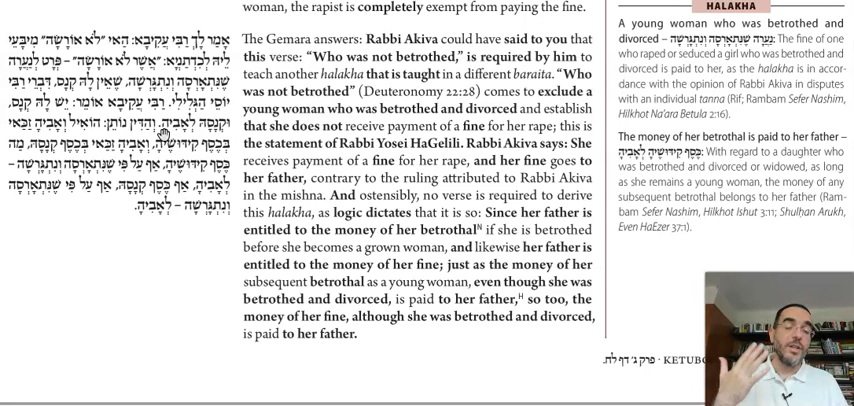 אָמַר לָךְ רַבִּי עֲקִיבָא: הַאי ״לֹא אוֹרָשָׂה״ מִיבָּעֵי
לֵיהּ לְכִדְתַנְיָא: ״אֲשֶׁר לֹא אוֹרָשָׂה״ – פְּרָט לְנַעֲרָה
שֶׁנִּתְאָרְסָה וְנִתְגָּרְשָׁה, שֶׁאֵין לָהּ קְנָס, דִּבְרֵי רַבִּי
יוֹסֵי הַגְּלִילִי. רַבִּי עֲקִיבָא אוֹמֵר: יֵשׁ לָהּ קְנָס,
וּקְנָסָהּ לְאָבִיהָ. וְהַדִּין נוֹתֵן: הוֹאִיל וְאָבִיהָ זַכַּאי
בְּכֶסֶף קִידּוּשֶׁיהָ, וְאָבִיהָ זַכַּאי בְּכֶסֶף קְנָסָהּ, מַה
כֶּסֶף קִידּוּשֶׁיהָ, אַף עַל פִּי שֶׁנִּתְאָרְסָה וְנִתְגָּרְשָׁה –
לְאָבִיהָ, אַף כֶּסֶף קְנָסָהּ, אַף עַל פִּי שֶׁנִּתְאָרְסָה
וְנִתְגָּרְשָׁה – לְאָבִיהָ.
woman, the rapist is completely exempt from paying the fine.
The Gemara answers: Rabbi Akiva could have said to you that
this verse: “Who was not betrothed,” is required by him to
teach another halakha that is taught in a different baraita. “Who
was not betrothed” (Deuteronomy 22:28) comes to exclude a
young woman who was betrothed and divorced and establish
that she does not receive payment of a fine for her rape; this is
the statement of Rabbi Yosei HaGelili. Rabbi Akiva says: She
receives payment of a fine for her rape, and her fine goes to
her father, contrary to the ruling attributed to Rabbi Akiva
in the mishna. And ostensibly, no verse is required to derive
this halakha, as logic dictates that it is so: Since her father is
entitled to the money of her betrothalN if she is betrothed
before she becomes a grown woman, and likewise her father is
entitled to the money of her fine; just as the money of her
subsequent betrothal as a young woman, even though she was
betrothed and divorced, is paid to her father,H so too, the
money of her fine, although she was betrothed and divorced,
is paid to her father.
HALAKHA
A young woman who was betrothed and
divorced – נַעֲרָה שֶׁנִּתְאָרְסָה וְנִתְגָּרְשָׁה: The fine of one
who raped or seduced a girl who was betrothed and
divorced is paid to her, as the halakha is in accor-
dance with the opinion of Rabbi Akiva in disputes
with an individual tanna (Rif; Rambam Sefer Nashim,
Hilkhot Na’ara Betula 2:16).
The money of her betrothal is paid to her father –
כֶּסֶף קִידּוּשֶׁיהָ לְאָבִיהָ: With regard to a daughter who
was betrothed and divorced or widowed, as long
as she remains a young woman, the money of any
subsequent betrothal belongs to her father (Ram-
bam Sefer Nashim, Hilkhot Ishut 3:11; Shulḥan Arukh,
Even HaEzer 37:1).
פרק ג׳ דף לח. · KETUBO